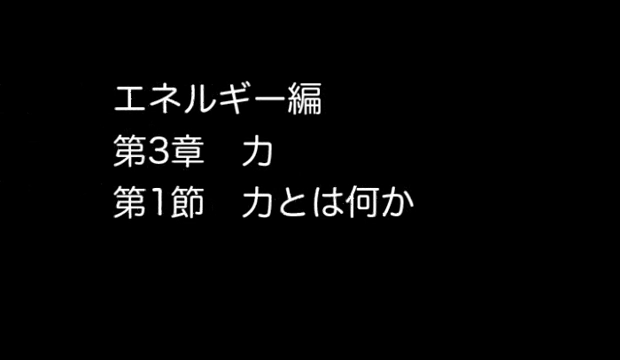 エネルギー編
第3章　力
第1節　力とは何か